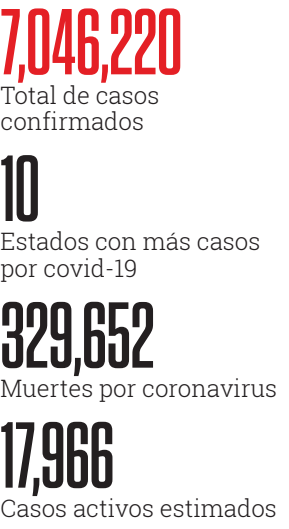 7,046,220
Total de casos
confirmados
10
Estados con más casos
por covid-19
329,652
Muertes por coronavirus
17,966
Casos activos estimados